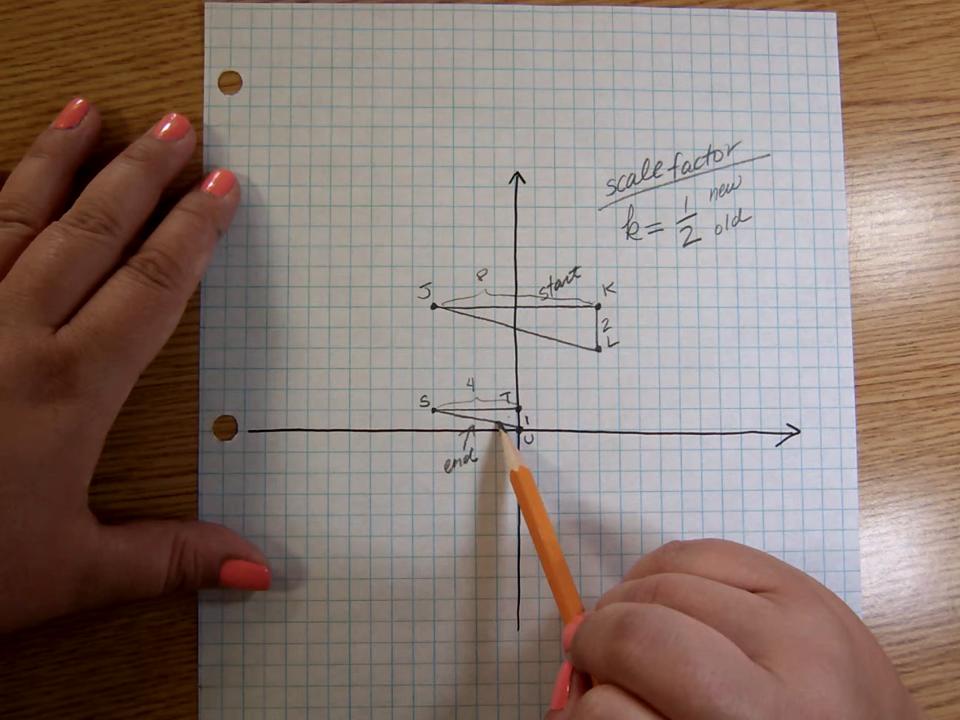 scale factor
k = 1/2 new old
8
start
J
K
2
L
4
S
T
1
U
end